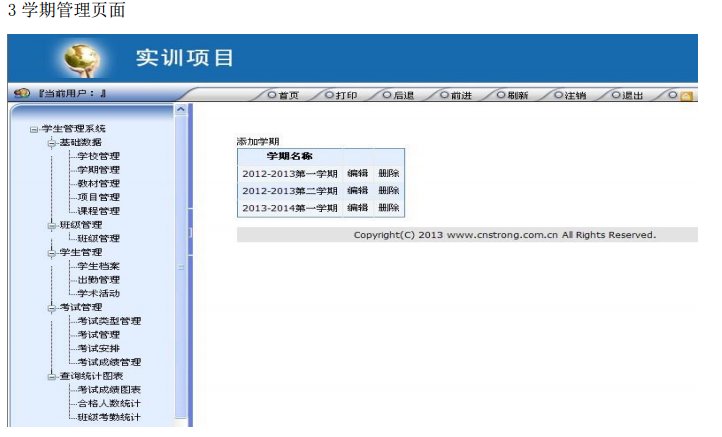 3 学期管理页面
实训项目
『当前用户：』
首页 打印 后退 前进 刷新 注销 退出
学生管理系统
基础数据
学校管理
学期管理
教材管理
项目管理
课程管理
班级管理
班级管理
学生管理
学生档案
出勤管理
学术活动
考试管理
考试类型管理
考试管理
考试安排
考试成绩管理
查询统计图表
考试成绩图表
合格人数统计
班级考勤统计
添加学期
学期名称
2012-2013第一学期 编辑 删除
2012-2013第二学期 编辑 删除
2013-2014第一学期 编辑 删除
Copyright(C) 2013 www.cnstrong.com.cn All Rights Reserved.